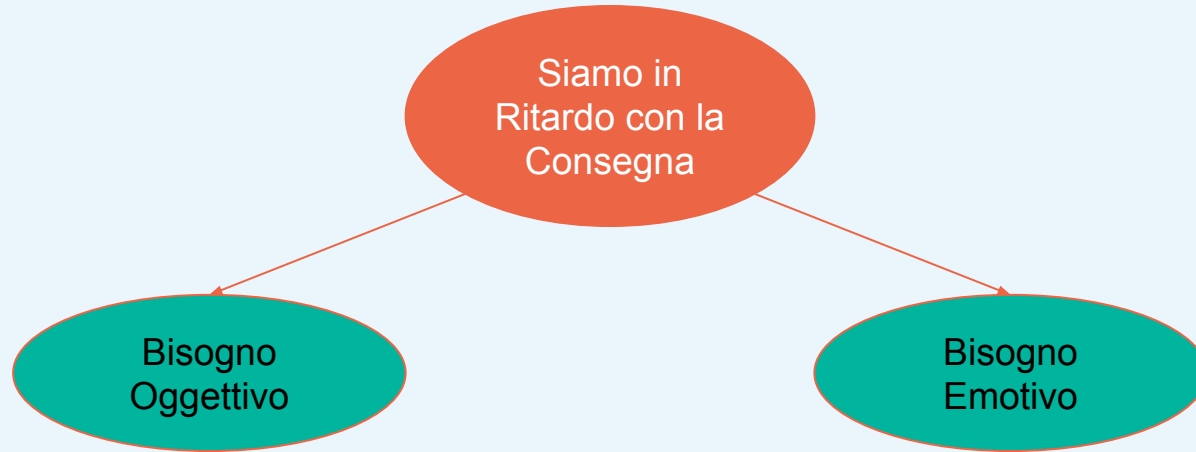 Siamo in
Ritardo con la
Consegna
Bisogno
Oggettivo
Bisogno
Emotivo